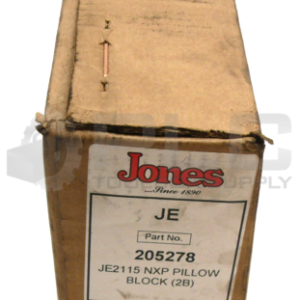 Jones
...Since 1890
JE
Part No.
205278
JE2115 NXP PILLOW
BLOCK (2B)